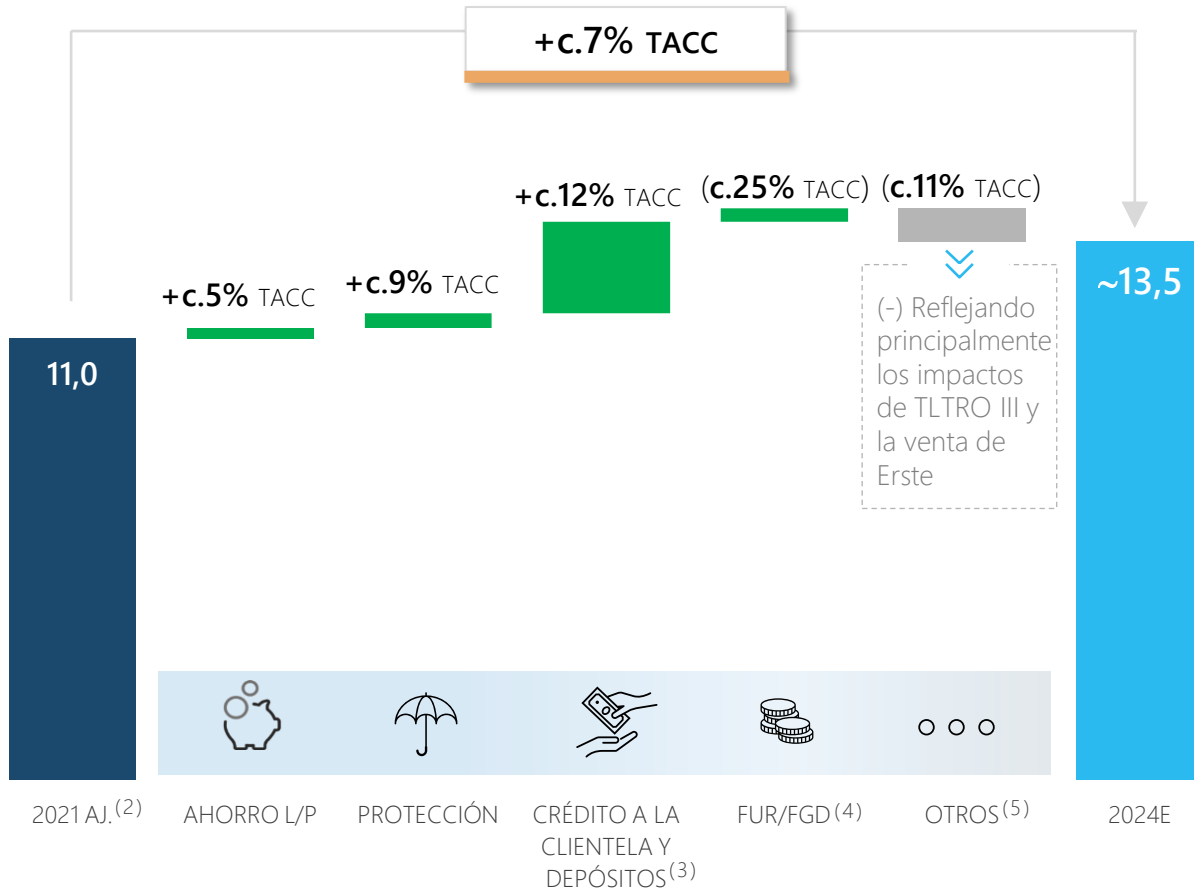 +c.7% TACC
+c.5% TACC
+c.9% TACC
+c.12% TACC
(c.25% TACC)
(c.11% TACC)
11,0
~13,5
(-) Reflejando
principalmente
los impactos
de TLTRO III y
la venta de
Erste
2021 AJ.(2)
AHORRO L/P
PROTECCIÓN
CRÉDITO A LA
CLIENTELA Y
DEPÓSITOS(3)
FUR/FGD(4)
OTROS(5)
2024E